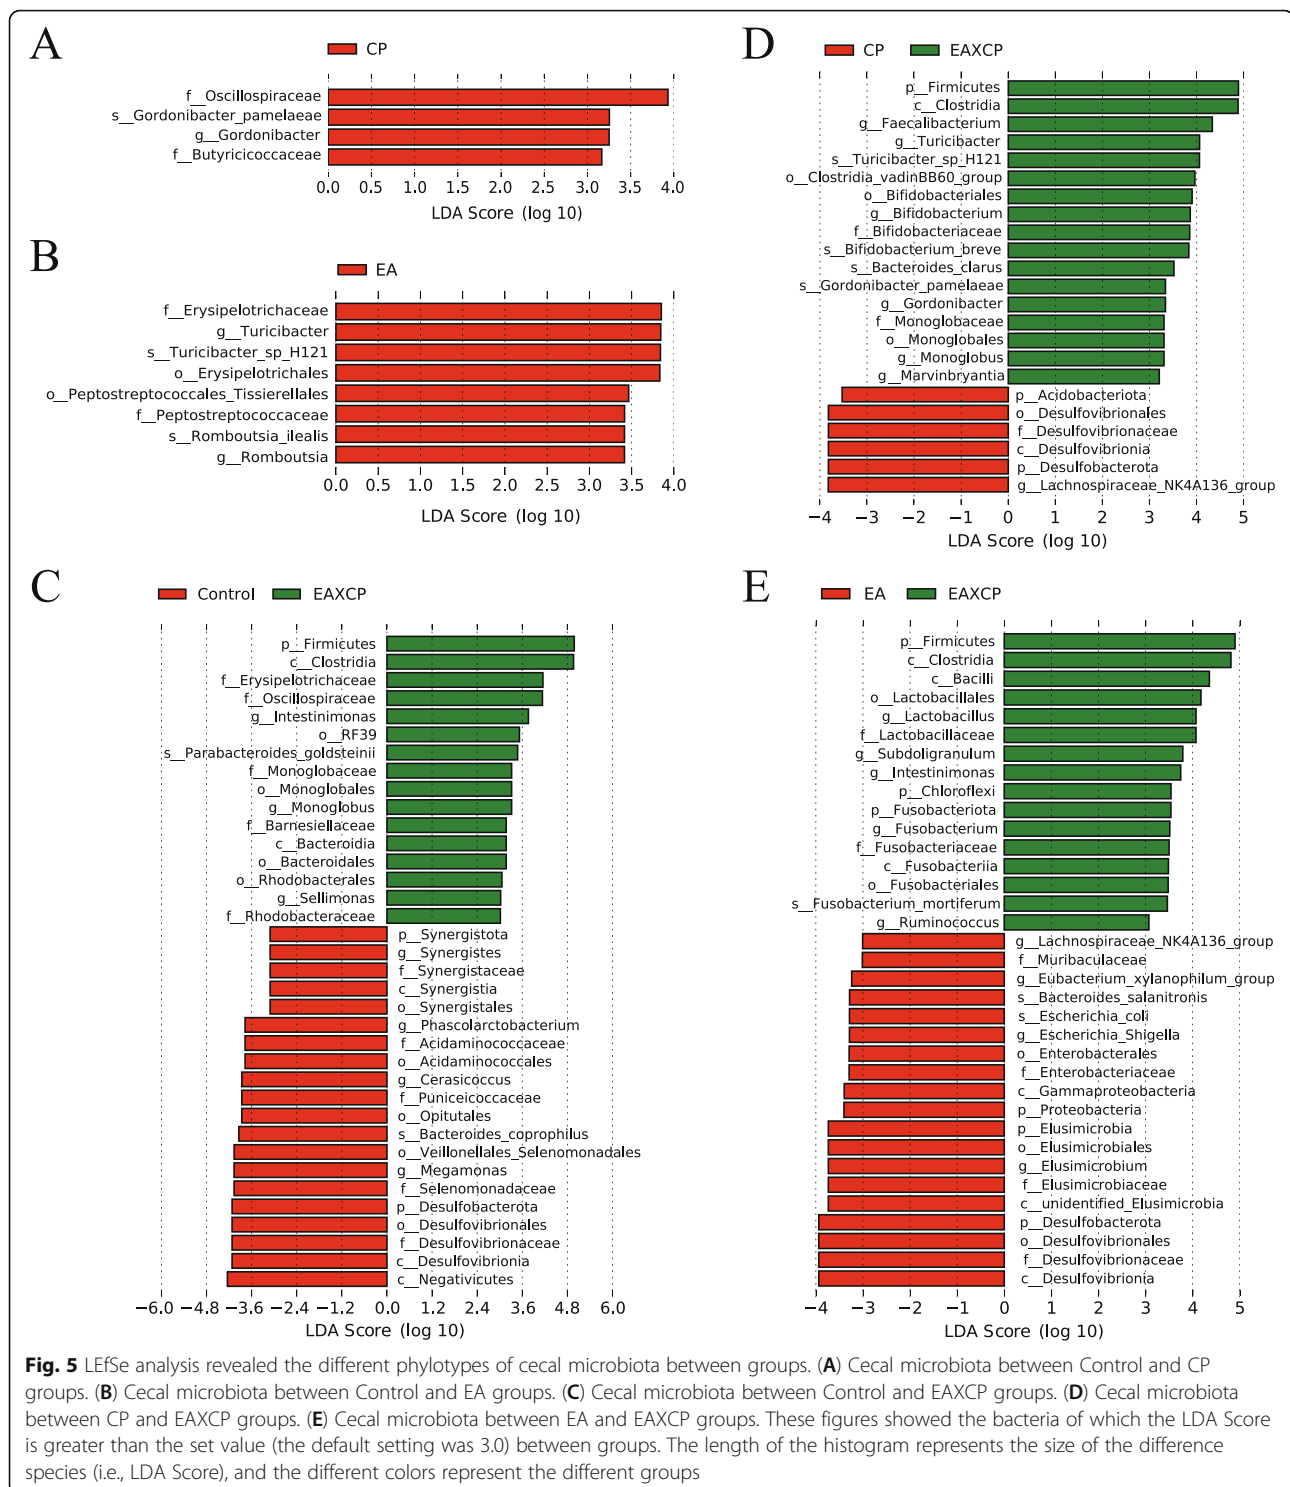 A
CP
f__Oscillospiraceae
s__Gordonibacter_pamelaeae
g__Gordonibacter
f__Butyricicoccaceae
0.0 0.5 1.0 1.5 2.0 2.5 3.0 3.5 4.0
LDA Score (log 10)
B
EA
f__Erysipelotrichaceae
g__Turicibacter
s__Turicibacter_sp_H121
o__Erysipelotrichales
o__Peptostreptococcales_Tissierellales
f__Peptostreptococcaceae
s__Romboutsia_ilealis
g__Romboutsia
0.0 0.5 1.0 1.5 2.0 2.5 3.0 3.5 4.0
LDA Score (log 10)
D
CP EAXCP
p__Firmicutes
c__Clostridia
g__Faecalibacterium
g__Turicibacter
s__Turicibacter_sp_H121
o__Clostridia_vadinBB60_group
o__Bifidobacteriales
g__Bifidobacterium
f__Bifidobacteriaceae
s__Bifidobacterium_breve
s__Bacteroides_clarus
s__Gordonibacter_pamelaeae
g__Gordonibacter
f__Monoglobaceae
o__Monoglobales
g__Monoglobus
g__Marvinbryantia
p__Acidobacteriota
o__Desulfovibrionales
f__Desulfovibrionaceae
c__Desulfovibrionia
p__Desulfobacterota
g__Lachnospiraceae_NK4A136_group
−4 −3 −2 −1 0 1 2 3 4 5
LDA Score (log 10)
C
Control EAXCP
p__Firmicutes
c__Clostridia
f__Erysipelotrichaceae
f__Oscillospiraceae
g__Intestinimonas
o__RF39
s__Parabacteroides_goldsteinii
f__Monoglobaceae
o__Monoglobales
g__Monoglobus
f__Barnesiellaceae
c__Bacteroidia
o__Bacteroidales
o__Rhodobacterales
g__Sellimonas
f__Rhodobacteraceae
p__Synergistota
g__Synergistes
f__Synergistaceae
c__Synergistia
o__Synergistales
g__Phascolarctobacterium
f__Acidaminococcaceae
o__Acidaminococcales
g__Cerasicoccus
f__Puniceicoccaceae
o__Opitutales
s__Bacteroides_coprophilus
o__Veillonellales_Selenomonadales
g__Megamonas
f__Selenomonadaceae
p__Desulfobacterota
o__Desulfovibrionales
f__Desulfovibrionaceae
c__Desulfovibrionia
c__Negativicutes
−6.0 −4.8 −3.6 −2.4 −1.2 0.0 1.2 2.4 3.6 4.8 6.0
LDA Score (log 10)
E
EA EAXCP
p__Firmicutes
c__Clostridia
c__Bacilli
o__Lactobacillales
g__Lactobacillus
f__Lactobacillaceae
g__Subdoligranulum
g__Intestinimonas
p__Chloroflexi
p__Fusobacteriota
g__Fusobacterium
f__Fusobacteriaceae
c__Fusobacteriia
o__Fusobacteriales
s__Fusobacterium_mortiferum
g__Ruminococcus
g__Lachnospiraceae_NK4A136_group
f__Muribaculaceae
g__Eubacterium_xylanophilum_group
s__Bacteroides_salanitronis
s__Escherichia_coli
g__Escherichia_Shigella
o__Enterobacterales
f__Enterobacteriaceae
c__Gammaproteobacteria
p__Proteobacteria
p__Elusimicrobia
o__Elusimicrobiales
g__Elusimicrobium
f__Elusimicrobiaceae
c__unidentified_Elusimicrobia
p__Desulfobacterota
o__Desulfovibrionales
f__Desulfovibrionaceae
c__Desulfovibrionia
−4 −3 −2 −1 0 1 2 3 4 5
LDA Score (log 10)
Fig. 5 LEfSe analysis revealed the different phylotypes of cecal microbiota between groups. (A) Cecal microbiota between Control and CP
groups. (B) Cecal microbiota between Control and EA groups. (C) Cecal microbiota between Control and EAXCP groups. (D) Cecal microbiota
between CP and EAXCP groups. (E) Cecal microbiota between EA and EAXCP groups. These figures showed the bacteria of which the LDA Score
is greater than the set value (the default setting was 3.0) between groups. The length of the histogram represents the size of the difference
species (i.e., LDA Score), and the different colors represent the different groups